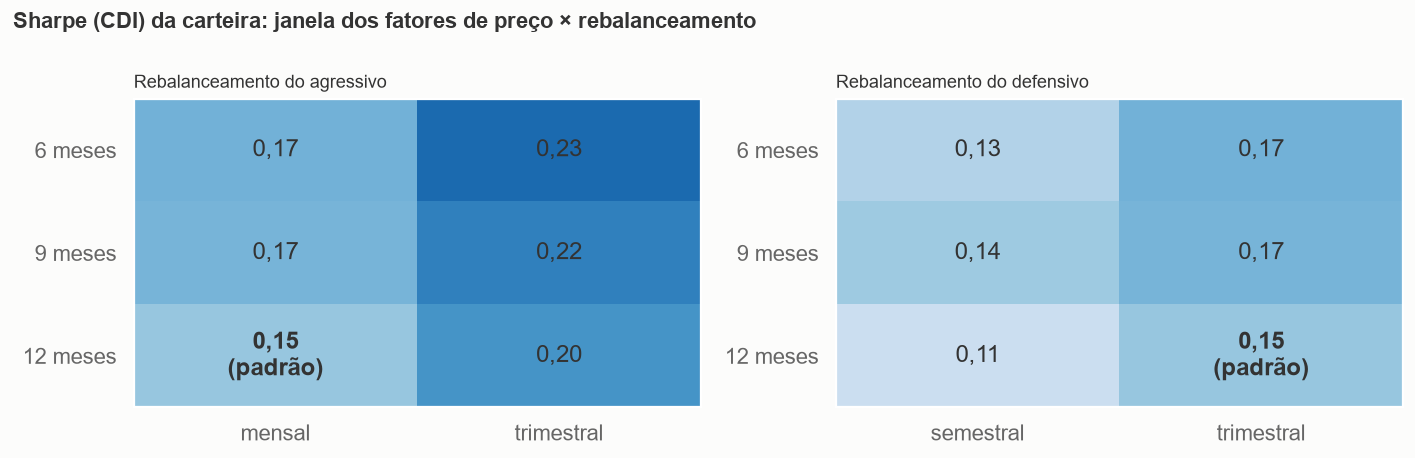 Sharpe (CDI) da carteira: janela dos fatores de preço × rebalanceamento
Rebalanceamento do agressivo
6 meses
0,17
0,23
9 meses
0,17
0,22
12 meses
0,15
(padrão)
0,20
mensal
trimestral
Rebalanceamento do defensivo
6 meses
0,13
0,17
9 meses
0,14
0,17
12 meses
0,11
0,15
(padrão)
semestral
trimestral